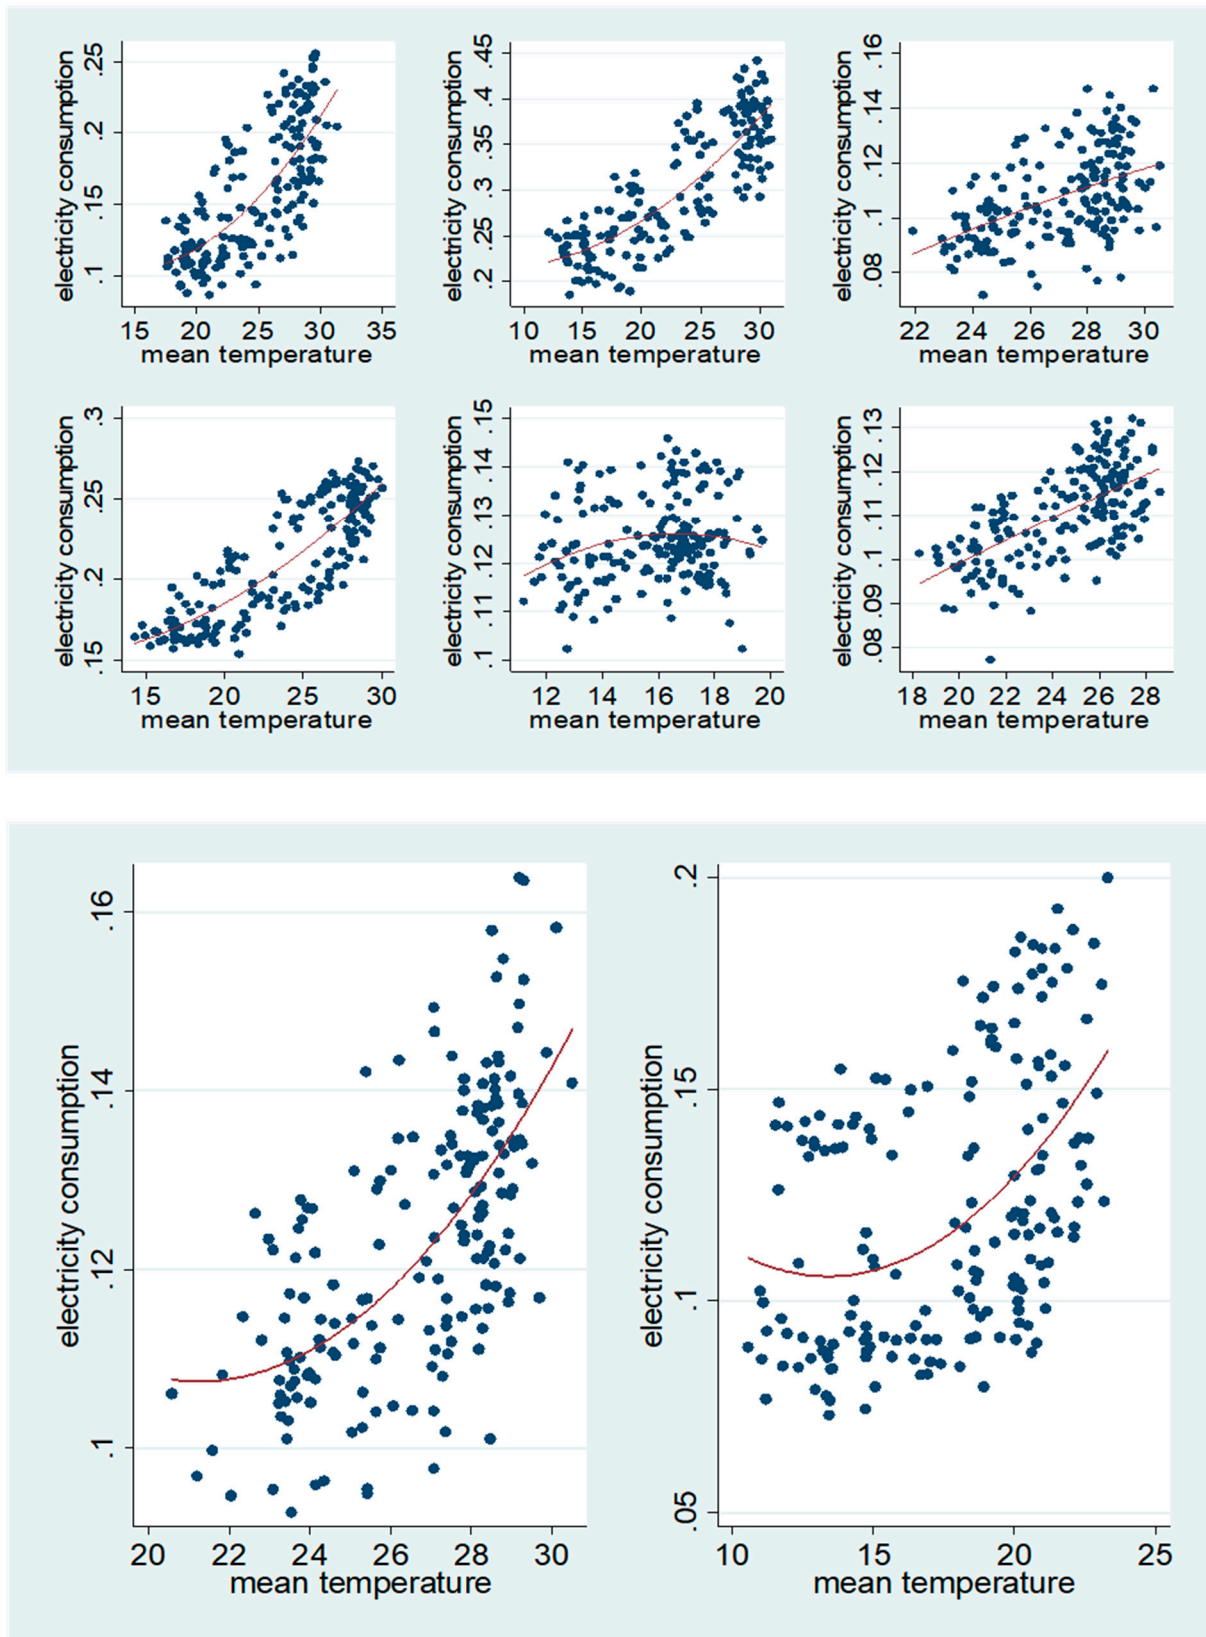 electricity consumption
.1 .15 .2 .25
15 20 25 30 35
mean temperature
electricity consumption
.2 .25 .3 .35 .4 .45
10 15 20 25 30
mean temperature
electricity consumption
.08 .1 .12 .14 .16
22 24 26 28 30
mean temperature
electricity consumption
.15 .2 .25 .3
15 20 25 30
mean temperature
electricity consumption
.1 .11 .12 .13 .14 .15
12 14 16 18 20
mean temperature
electricity consumption
.08 .09 .1 .11 .12 .13
18 20 22 24 26 28
mean temperature
electricity consumption
.1 .12 .14 .16
20 22 24 26 28 30
mean temperature
electricity consumption
.05 .1 .15 .2
10 15 20 25
mean temperature